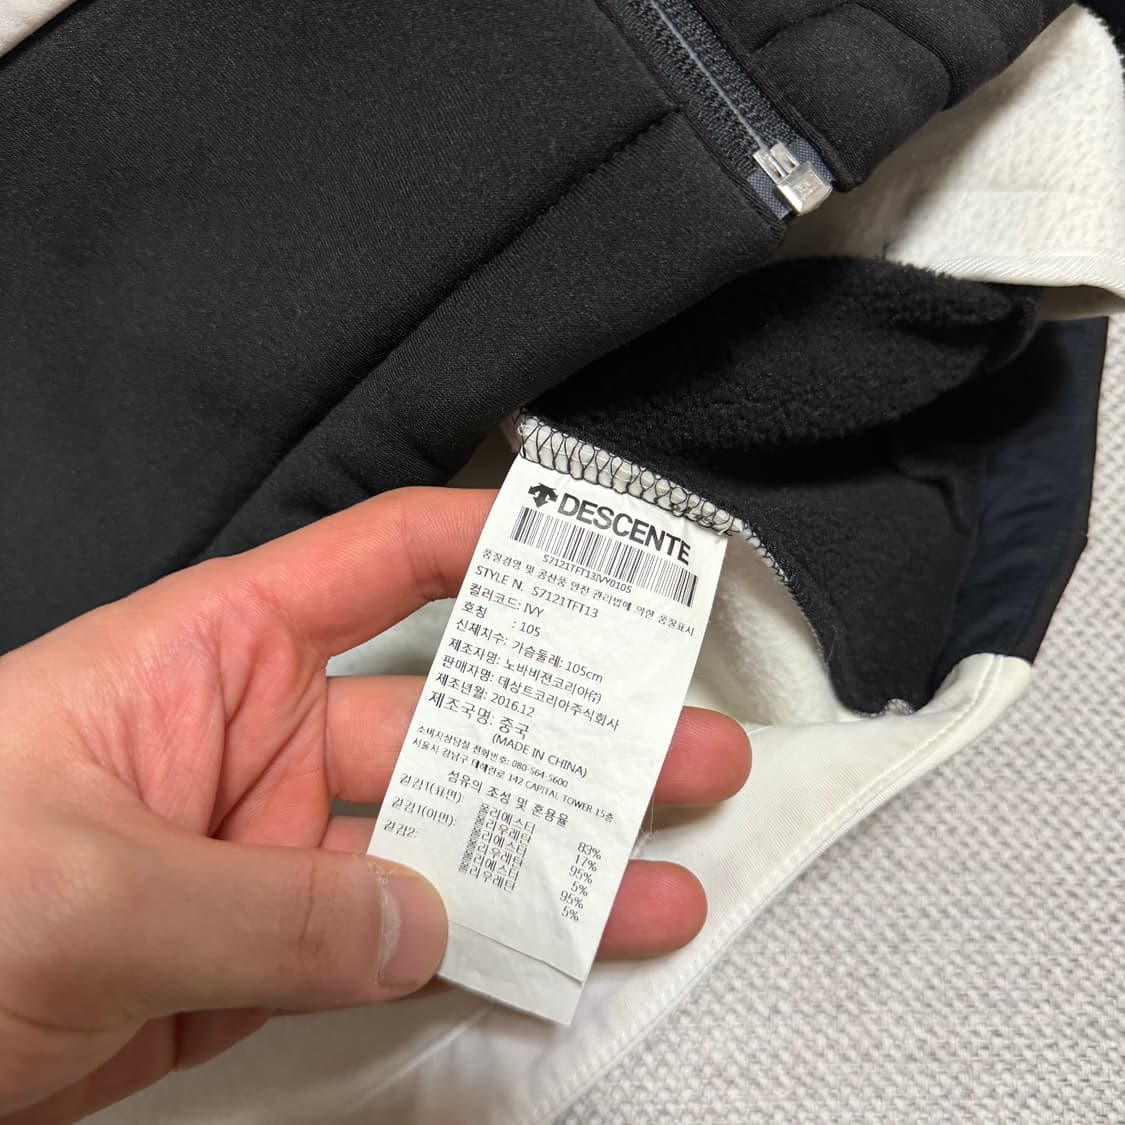 DESCENTE
S7121TFT13IVY0105
품질경영 및 공산품 안전 관리법에 의한 품질표시
STYLE N. S7121TFT13
컬러코드: IVY
호칭 : 105
신체치수: 가슴둘레: 105cm
제조자명: 노바비전코리아㈜
판매자명: 데상트코리아주식회사
제조년월: 2016.12
제조국명: 중국
(MADE IN CHINA)
소비자상담실 전화번호: 080-564-5600
서울시 강남구 테헤란로 142 CAPITAL TOWER 15층
섬유의 조성 및 혼용율
겉감1(표면): 폴리에스터 83%
폴리우레탄 17%
겉감1(이면): 폴리에스터 95%
폴리우레탄 5%
겉감2: 폴리에스터 95%
폴리우레탄 5%